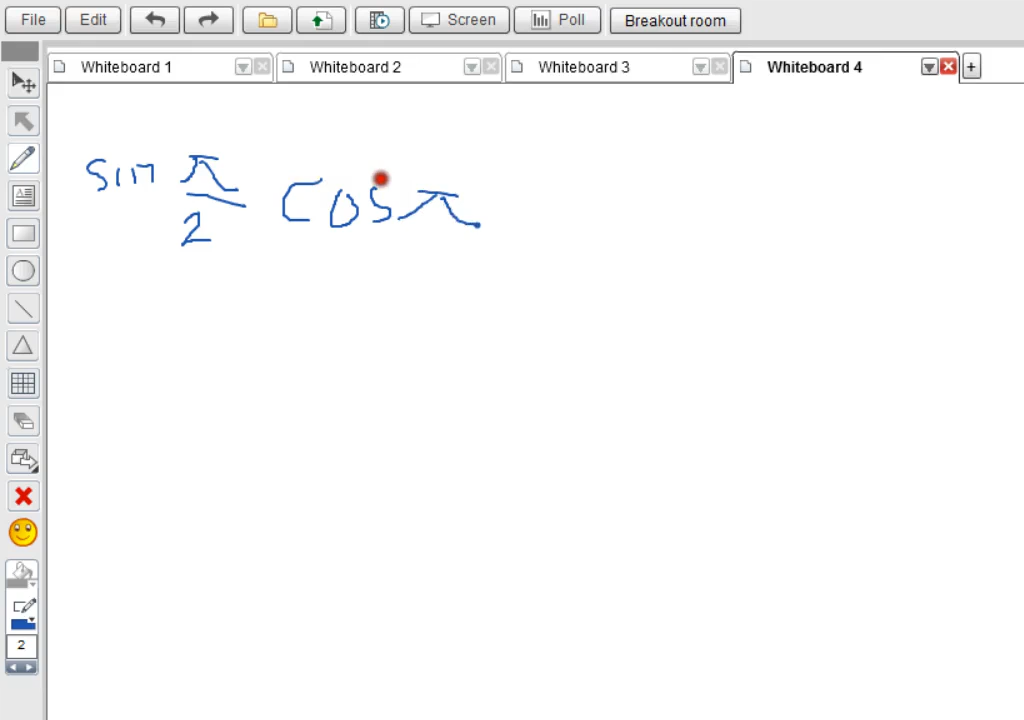 File Edit Screen Poll Breakout room
Whiteboard 1 Whiteboard 2 Whiteboard 3 Whiteboard 4 +
sin π/2 cos π
2